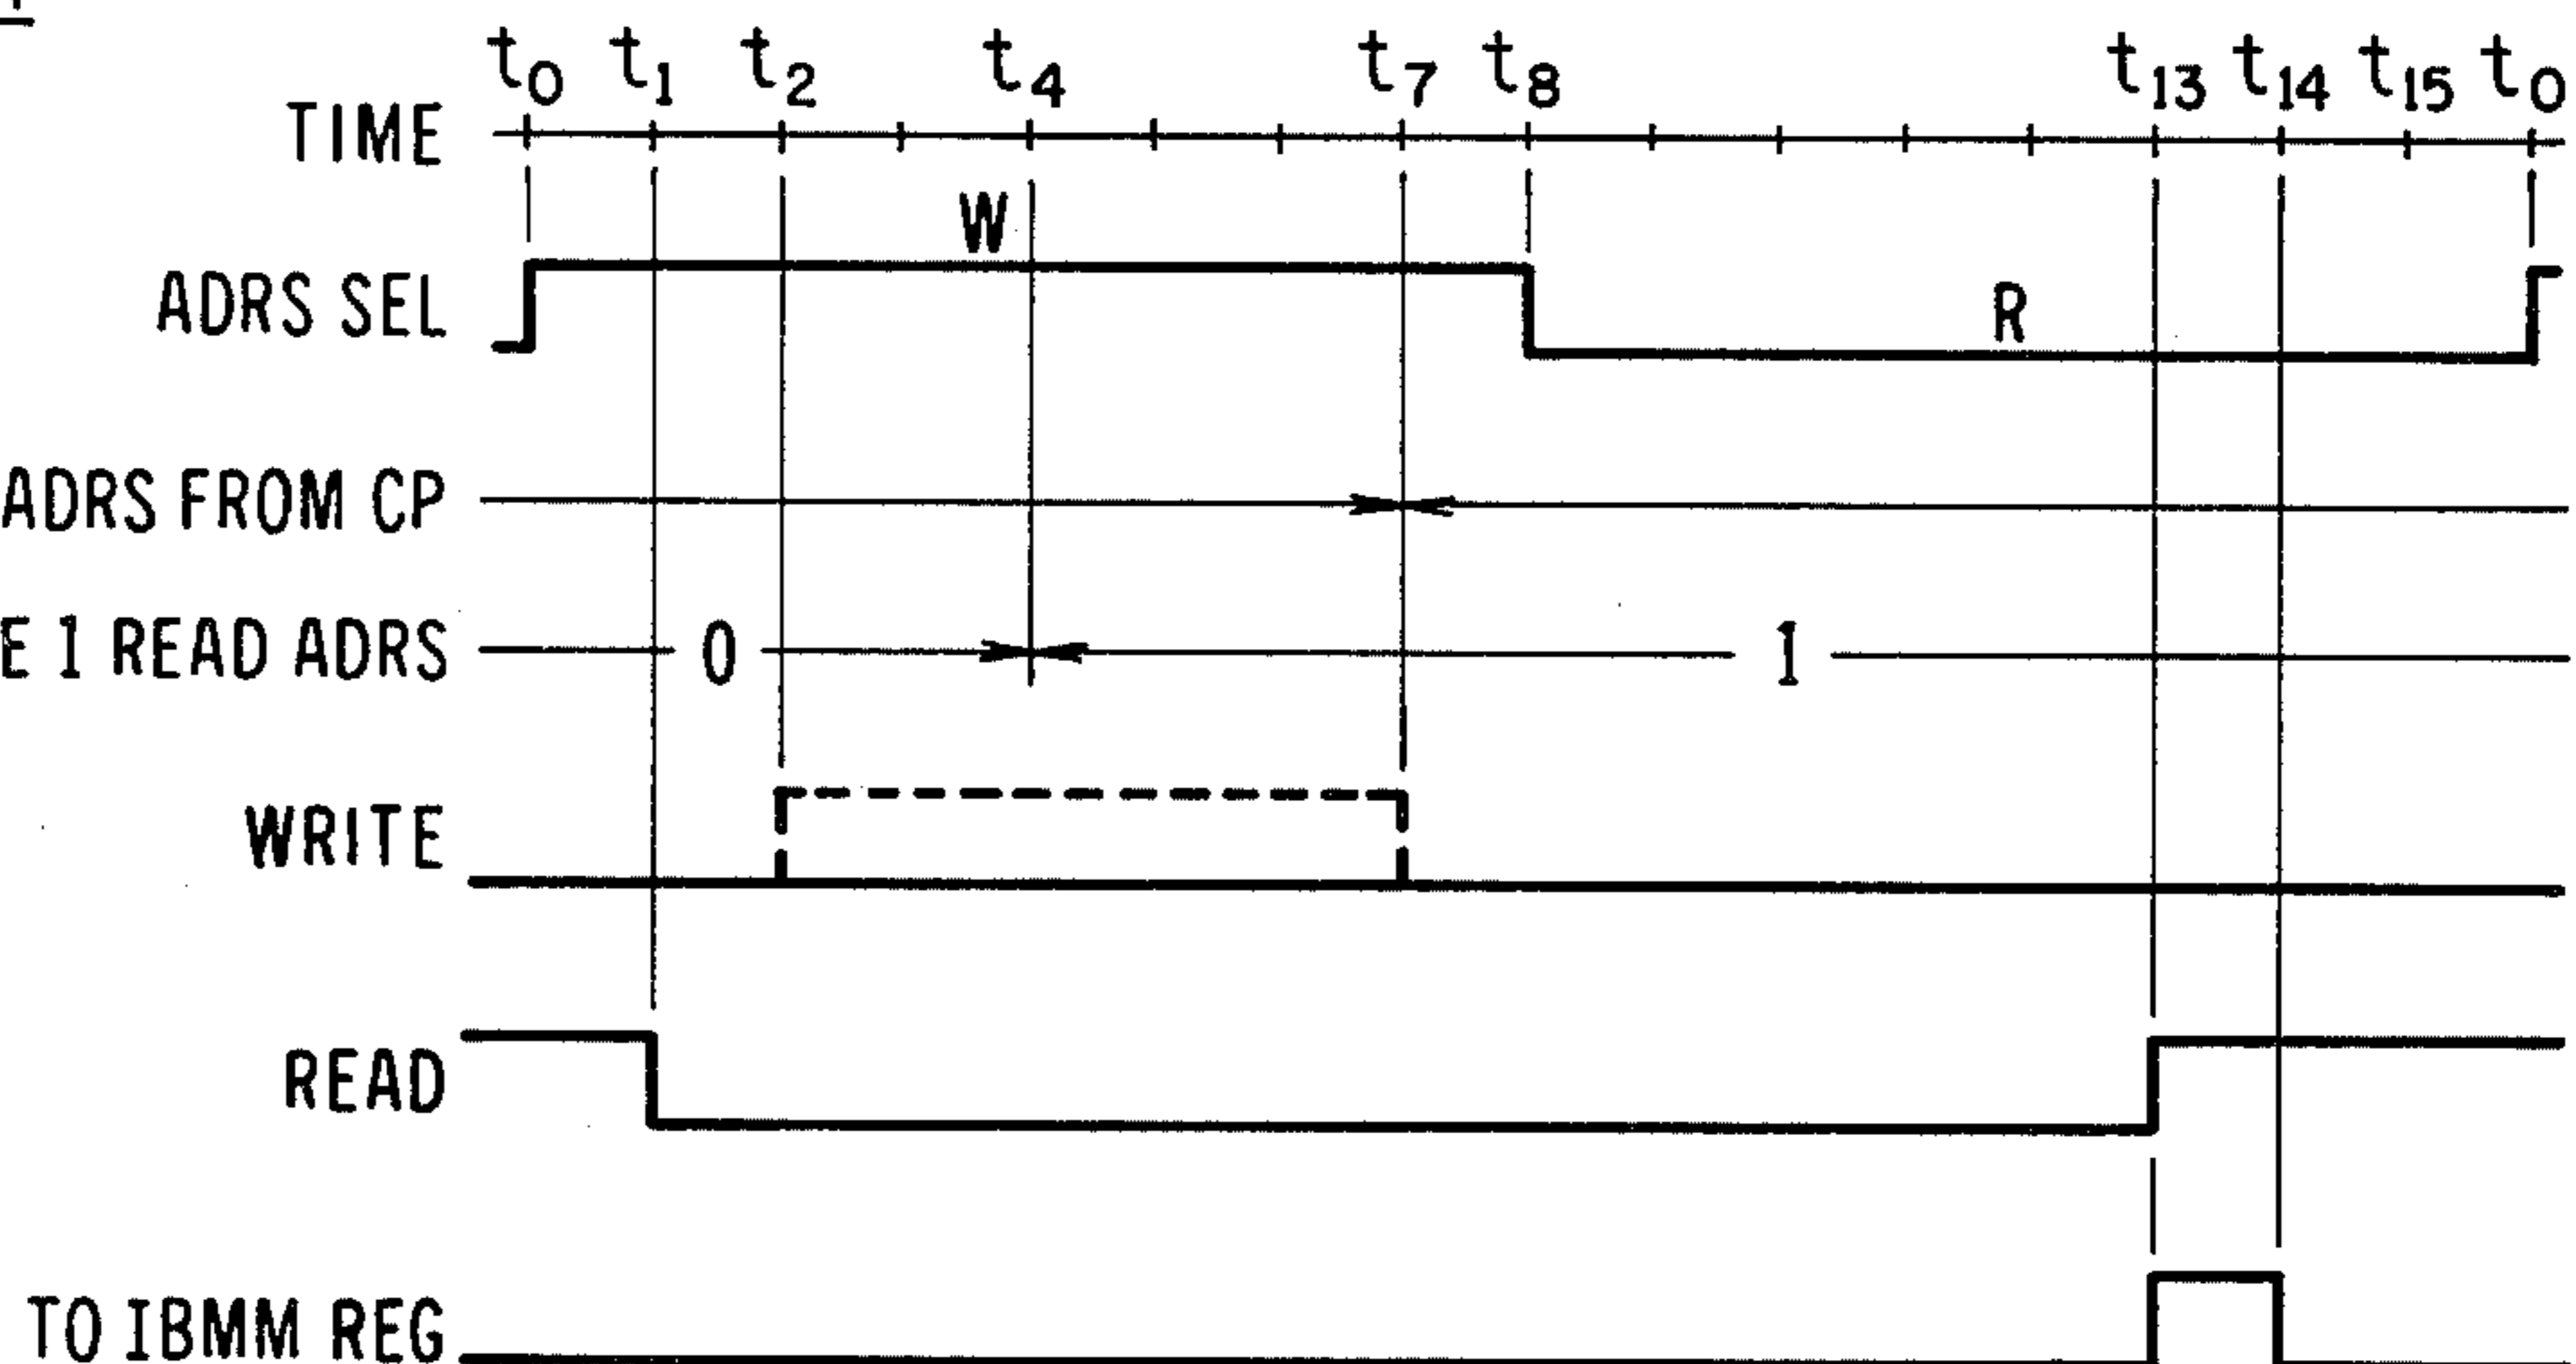 t0 t1 t2 t4 t7 t8 t13 t14 t15 t0
TIME
W
ADRS SEL
R
ADRS FROM CP
E 1 READ ADRS 0 1
WRITE
READ
TO IBMM REG